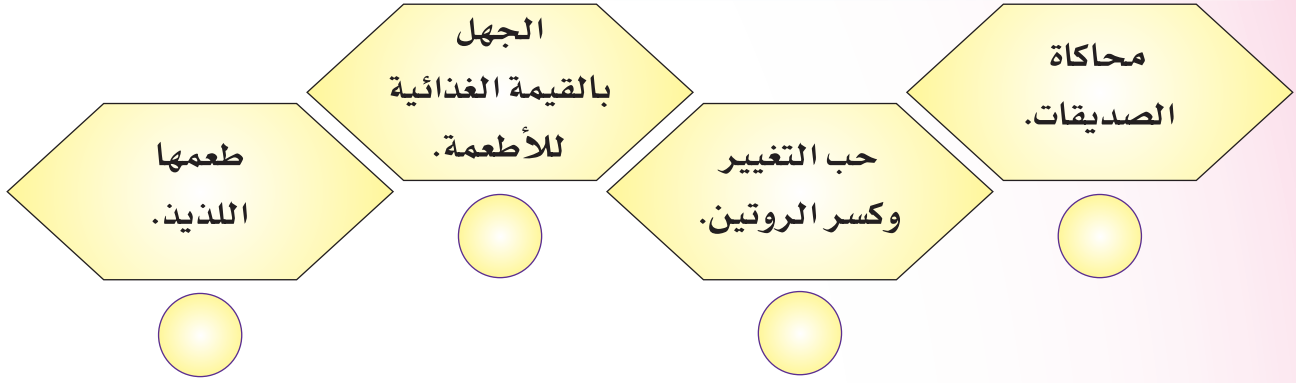 محاكاة
الصديقات.
حب التغيير
وكسر الروتين.
الجهل
بالقيمة الغذائية
للأطعمة.
طعمها
اللذيذ.